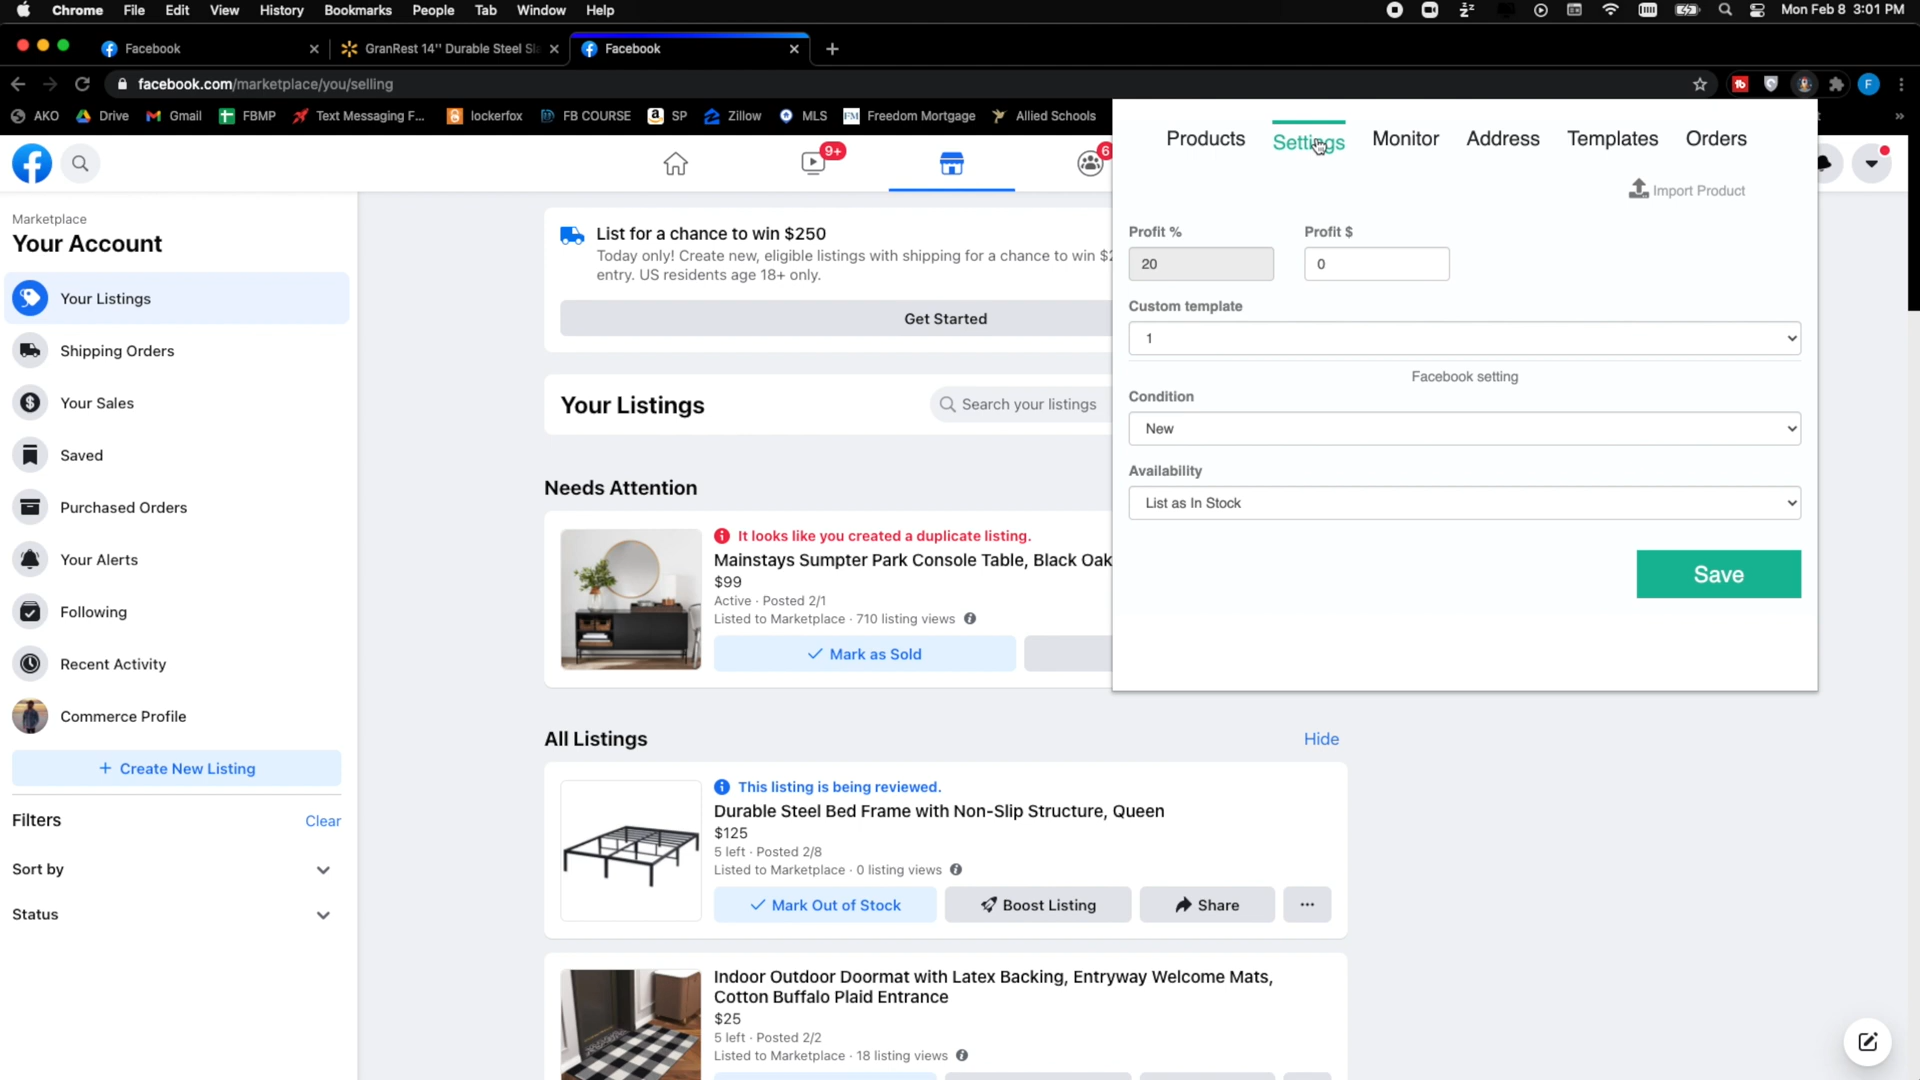 Chrome File Edit View History Bookmarks People Tab Window Help Mon Feb 8 3:01 PM
Facebook GranRest 14'' Durable Steel Sla Facebook
facebook.com/marketplace/you/selling F
AKO Drive Gmail FBMP Text Messaging F... lockerfox FB COURSE SP Zillow MLS Freedom Mortgage Allied Schools
9+ 6
Products Settings Monitor Address Templates Orders
Import Product
Profit % Profit $
20 0
Custom template
1
Facebook setting
Condition
New
Availability
List as In Stock
Save
Marketplace
Your Account
Your Listings
Shipping Orders
Your Sales
Saved
Purchased Orders
Your Alerts
Following
Recent Activity
Commerce Profile
+ Create New Listing
Filters Clear
Sort by
Status
List for a chance to win $250
Today only! Create new, eligible listings with shipping for a chance to win
entry. US residents age 18+ only.
Get Started
Your Listings Search your listings
Needs Attention
It looks like you created a duplicate listing.
Mainstays Sumpter Park Console Table, Black Oak
$99
Active · Posted 2/1
Listed to Marketplace · 710 listing views
Mark as Sold
All Listings Hide
This listing is being reviewed.
Durable Steel Bed Frame with Non-Slip Structure, Queen
$125
5 left · Posted 2/8
Listed to Marketplace · 0 listing views
Mark Out of Stock Boost Listing Share ...
Indoor Outdoor Doormat with Latex Backing, Entryway Welcome Mats,
Cotton Buffalo Plaid Entrance
$25
5 left · Posted 2/2
Listed to Marketplace · 18 listing views